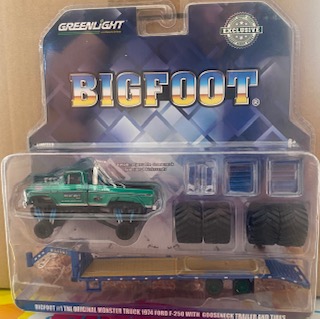 GREENLIGHT
EXCLUSIVE
BIGFOOT®
BIGFOOT #1 THE ORIGINAL MONSTER TRUCK 1974 FORD F-250 WITH GOOSENECK TRAILER AND TIRES